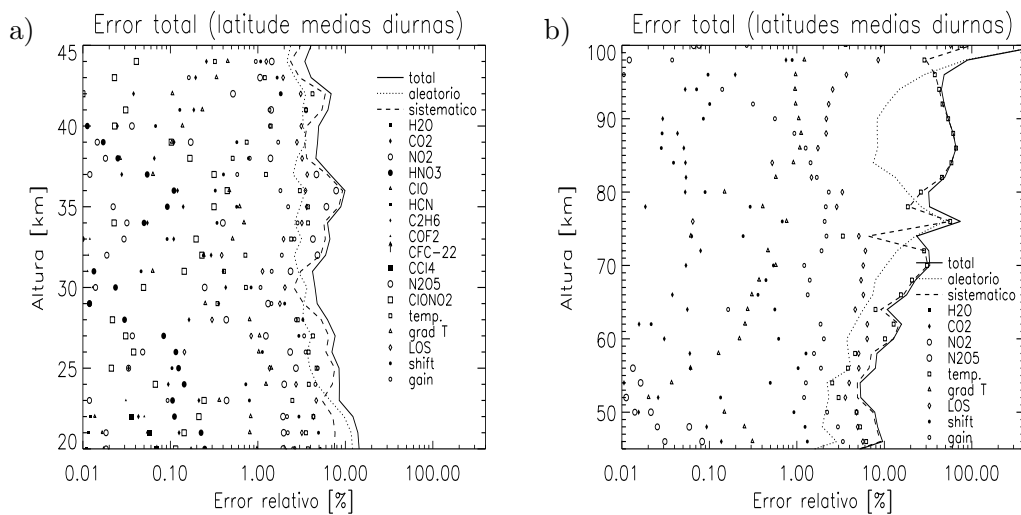 a)
Error total (latitude medias diurnas)
45
40
35
30
25
20
Altura [km]
total
aleatorio
sistematico
H2O
CO2
NO2
HNO3
ClO
HCN
C2H6
COF2
CFC-22
CCl4
N2O5
ClONO2
temp.
grad T
LOS
shift
gain
0.01 0.10 1.00 10.00 100.00
Error relativo [%]
b)
Error total (latitudes medias diurnas)
100
90
80
70
60
50
Altura [km]
total
aleatorio
sistematico
H2O
CO2
NO2
N2O5
temp.
grad T
LOS
shift
gain
0.01 0.10 1.00 10.00 100.00
Error relativo [%]